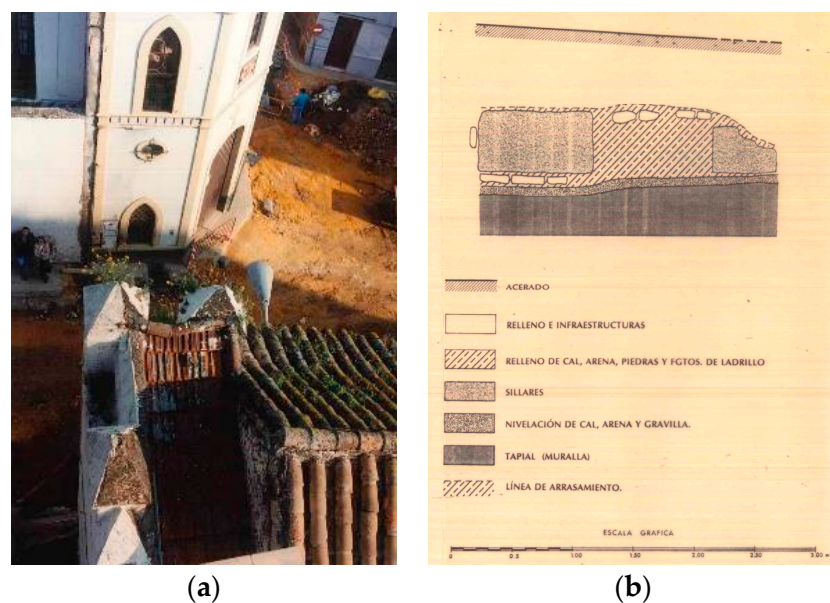 ACERADO
RELLENO E INFRAESTRUCTURAS
RELLENO DE CAL, ARENA, PIEDRAS Y FGTOS. DE LADRILLO
SILLARES
NIVELACIÓN DE CAL, ARENA Y GRAVILLA.
TAPIAL (MURALLA)
LÍNEA DE ARRASAMIENTO.
ESCALA GRAFICA
0 0.5 1.00 1.50 2.00 2.50 3.00 m
(a) (b)